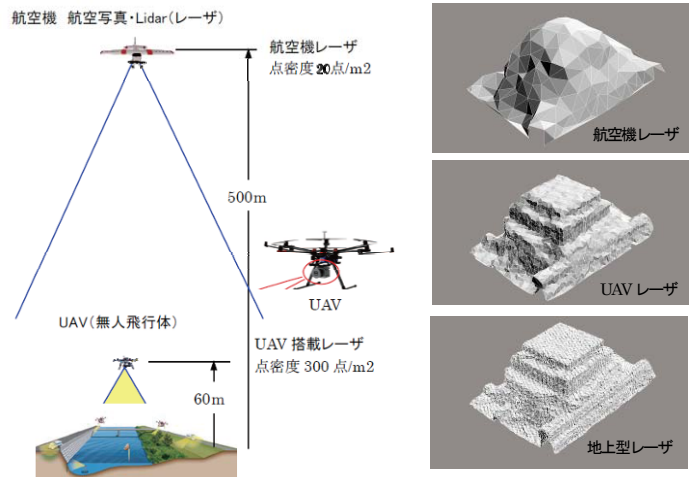 航空機 航空写真・Lidar(レーザ)
航空機レーザ
点密度20点/m2
500m
UAV
UAV(無人飛行体)
UAV 搭載レーザ
点密度 300 点/m2
60m
航空機レーザ
UAV レーザ
地上型レーザ